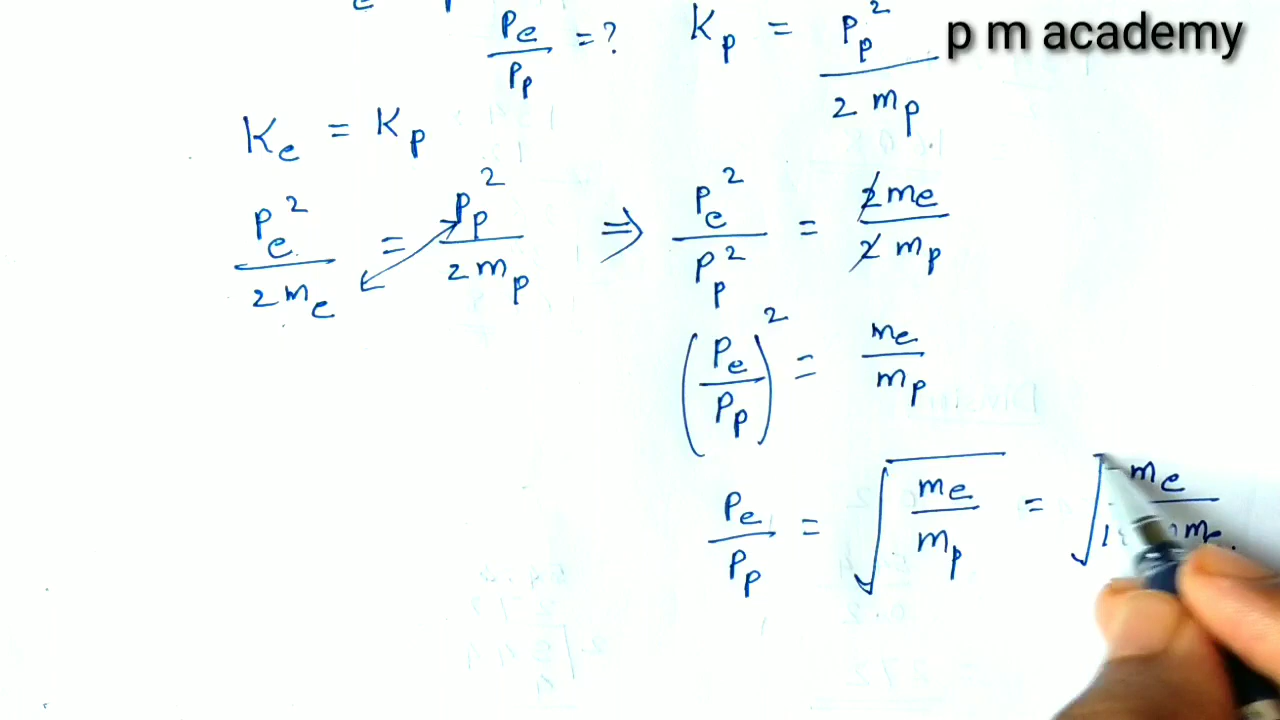 Pe/Pp = ? Kp = Pp²/2mp
p m academy
Ke = Kp
Pe²/2me = Pp²/2mp ⇒ Pe²/Pp² = 2me/2mp
(Pe/Pp)² = me/mp
Pe/Pp = √(me/mp) = √(me/